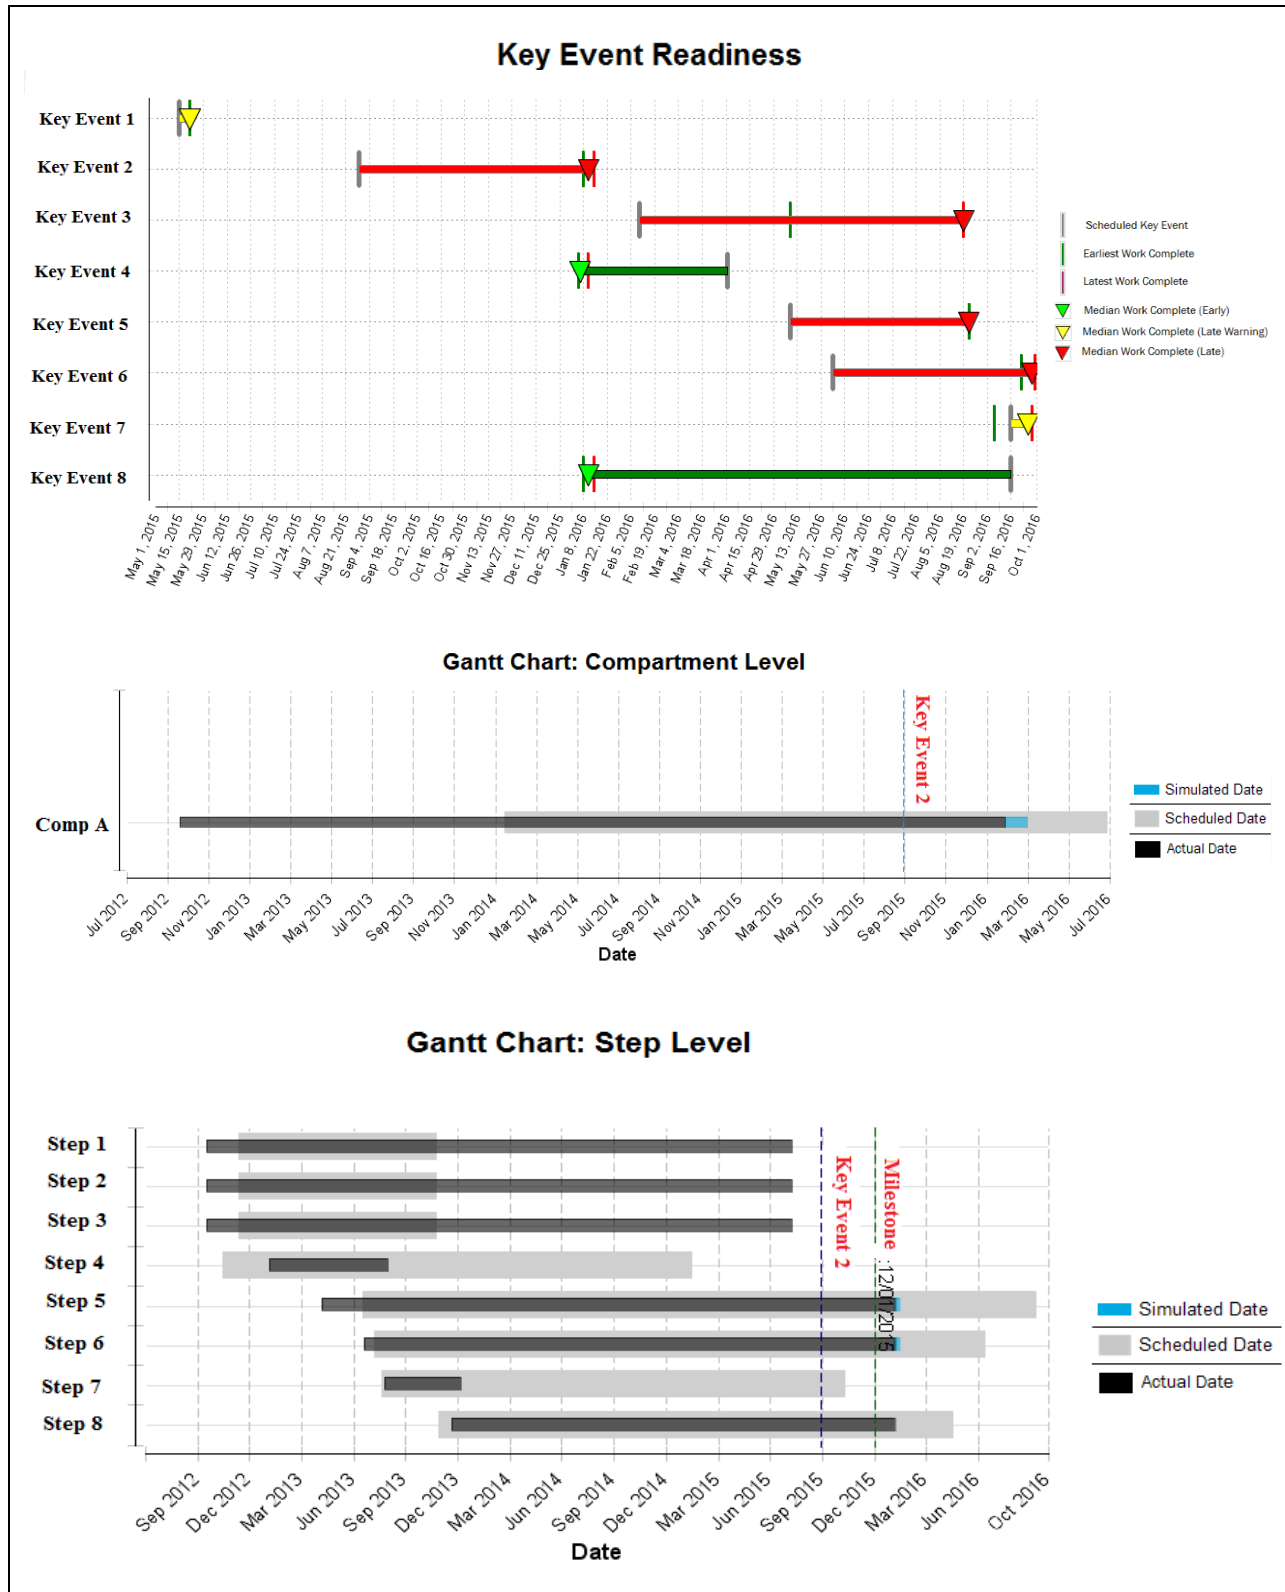 Key Event Readiness
Key Event 1
Key Event 2
Key Event 3
Key Event 4
Key Event 5
Key Event 6
Key Event 7
Key Event 8
Scheduled Key Event
Earliest Work Complete
Latest Work Complete
Median Work Complete (Early)
Median Work Complete (Late Warning)
Median Work Complete (Late)
May 1, 2015
May 15, 2015
May 29, 2015
Jun 12, 2015
Jun 26, 2015
Jul 10, 2015
Jul 24, 2015
Aug 7, 2015
Aug 21, 2015
Sep 4, 2015
Sep 18, 2015
Oct 2, 2015
Oct 16, 2015
Oct 30, 2015
Nov 13, 2015
Nov 27, 2015
Dec 11, 2015
Dec 25, 2015
Jan 8, 2016
Jan 22, 2016
Feb 5, 2016
Feb 19, 2016
Mar 4, 2016
Mar 18, 2016
Apr 1, 2016
Apr 15, 2016
Apr 29, 2016
May 13, 2016
May 27, 2016
Jun 10, 2016
Jun 24, 2016
Jul 8, 2016
Jul 22, 2016
Aug 5, 2016
Aug 19, 2016
Sep 2, 2016
Sep 16, 2016
Oct 1, 2016
Gantt Chart: Compartment Level
Key Event 2
Comp A
Simulated Date
Scheduled Date
Actual Date
Jul 2012
Sep 2012
Nov 2012
Jan 2013
Mar 2013
May 2013
Jul 2013
Sep 2013
Nov 2013
Jan 2014
Mar 2014
May 2014
Jul 2014
Sep 2014
Nov 2014
Jan 2015
Mar 2015
May 2015
Jul 2015
Sep 2015
Nov 2015
Jan 2016
Mar 2016
May 2016
Jul 2016
Date
Gantt Chart: Step Level
Step 1
Step 2
Step 3
Step 4
Step 5
Step 6
Step 7
Step 8
Key Event 2
Milestone
:12/01/2015
Simulated Date
Scheduled Date
Actual Date
Sep 2012
Dec 2012
Mar 2013
Jun 2013
Sep 2013
Dec 2013
Mar 2014
Jun 2014
Sep 2014
Dec 2014
Mar 2015
Jun 2015
Sep 2015
Dec 2015
Mar 2016
Jun 2016
Oct 2016
Date